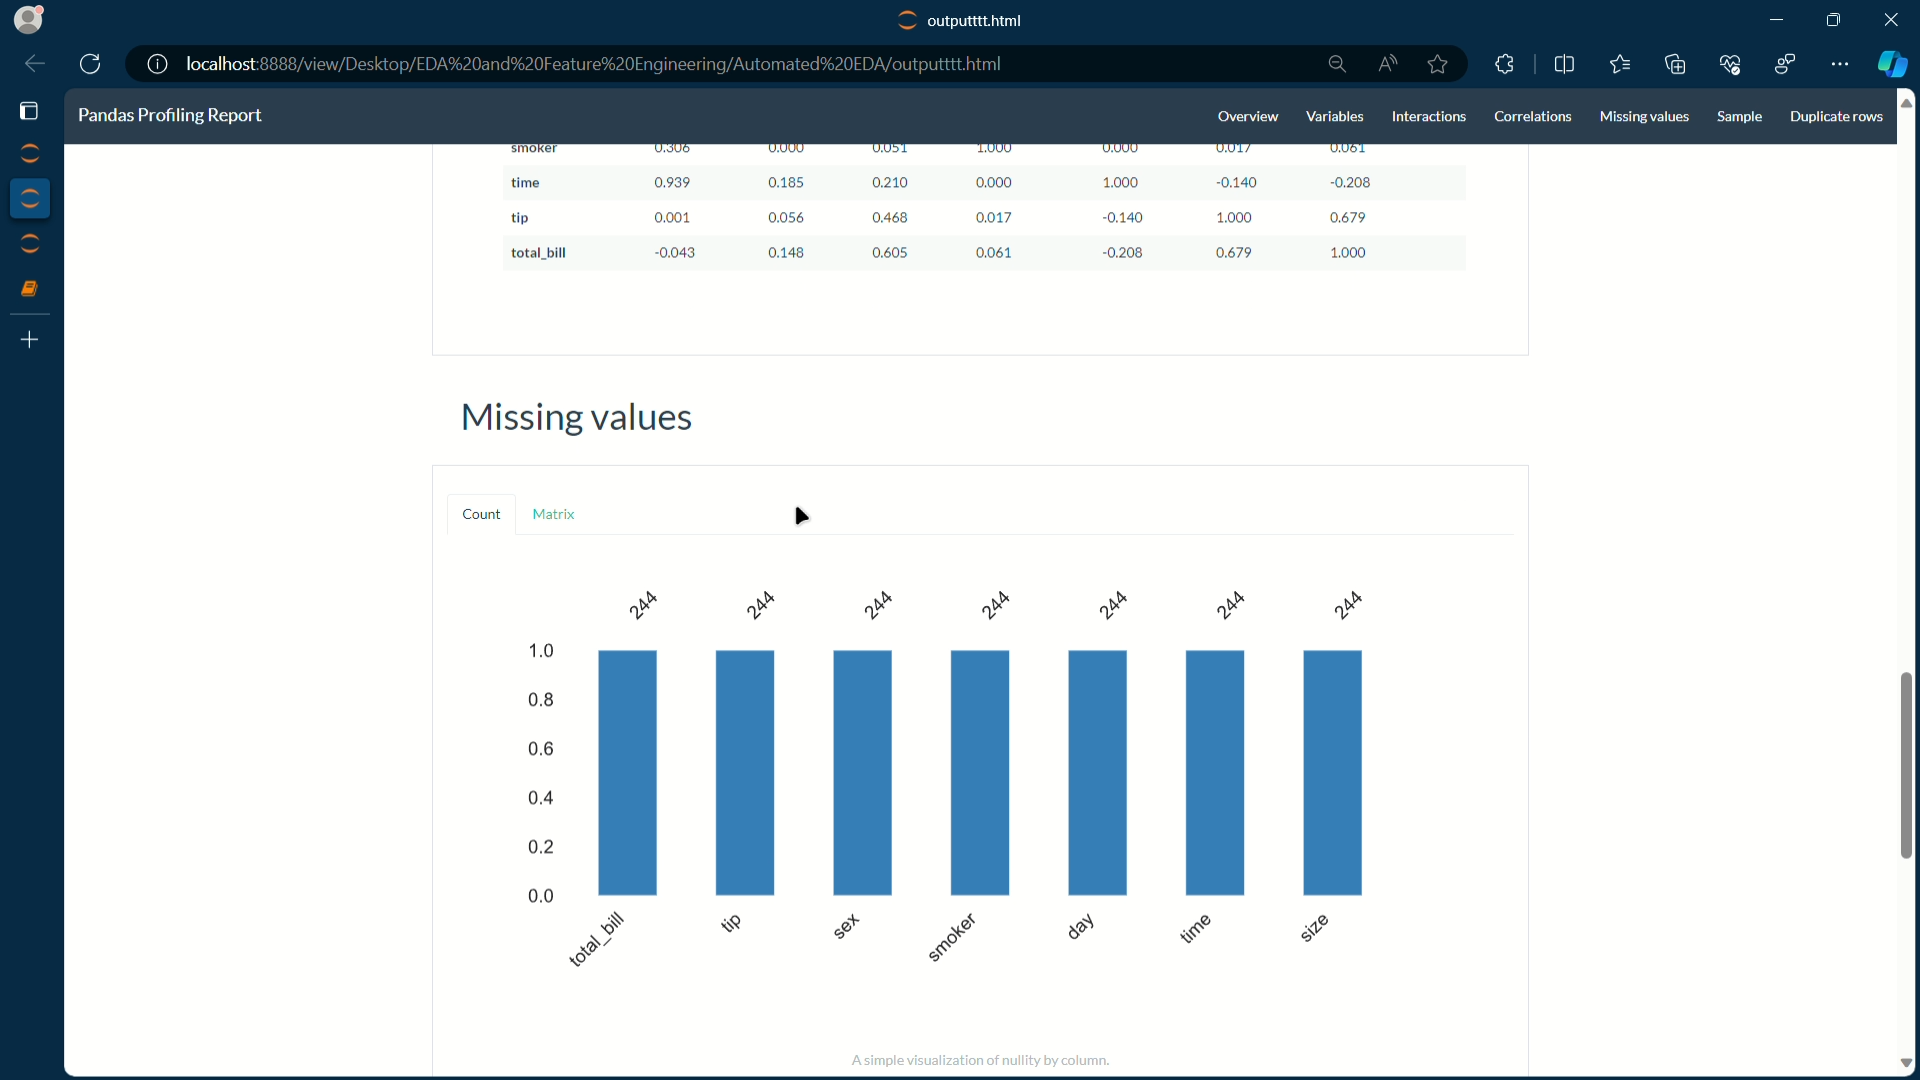 outputttt.html
localhost:8888/view/Desktop/EDA%20and%20Feature%20Engineering/Automated%20EDA/outputttt.html
Pandas Profiling Report
Overview Variables Interactions Correlations Missing values Sample Duplicate rows
smoker 0.306 0.000 0.051 1.000 0.000 0.017 0.061
time 0.939 0.185 0.210 0.000 1.000 -0.140 -0.208
tip 0.001 0.056 0.468 0.017 -0.140 1.000 0.679
total_bill -0.043 0.148 0.605 0.061 -0.208 0.679 1.000
Missing values
Count Matrix
244 244 244 244 244 244 244
1.0
0.8
0.6
0.4
0.2
0.0
total_bill tip sex smoker day time size
A simple visualization of nullity by column.